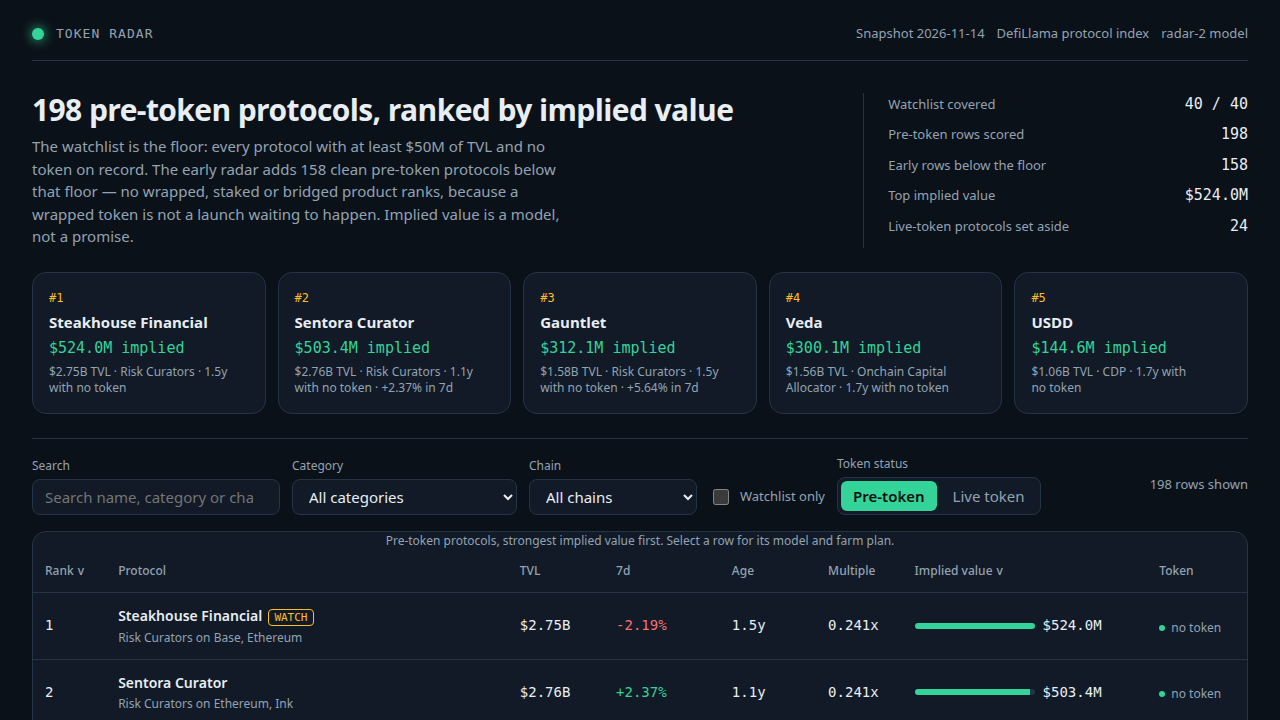 TOKEN RADAR
Snapshot 2026-11-14 DefiLlama protocol index radar-2 model
198 pre-token protocols, ranked by implied value
The watchlist is the floor: every protocol with at least $50M of TVL and no
token on record. The early radar adds 158 clean pre-token protocols below
that floor — no wrapped, staked or bridged product ranks, because a
wrapped token is not a launch waiting to happen. Implied value is a model,
not a promise.
Watchlist covered 40 / 40
Pre-token rows scored 198
Early rows below the floor 158
Top implied value $524.0M
Live-token protocols set aside 24
#1
Steakhouse Financial
$524.0M implied
$2.75B TVL · Risk Curators · 1.5y
with no token
#2
Sentora Curator
$503.4M implied
$2.76B TVL · Risk Curators · 1.1y
with no token · +2.37% in 7d
#3
Gauntlet
$312.1M implied
$1.58B TVL · Risk Curators · 1.5y
with no token · +5.64% in 7d
#4
Veda
$300.1M implied
$1.56B TVL · Onchain Capital
Allocator · 1.7y with no token
#5
USDD
$144.6M implied
$1.06B TVL · CDP · 1.7y with
no token
Search
Search name, category or cha
Category
All categories
Chain
All chains
Watchlist only
Token status
Pre-token Live token
198 rows shown
Pre-token protocols, strongest implied value first. Select a row for its model and farm plan.
Rank v Protocol TVL 7d Age Multiple Implied value v Token
1 Steakhouse Financial WATCH $2.75B -2.19% 1.5y 0.241x $524.0M no token
Risk Curators on Base, Ethereum
2 Sentora Curator $2.76B +2.37% 1.1y 0.241x $503.4M no token
Risk Curators on Ethereum, Ink